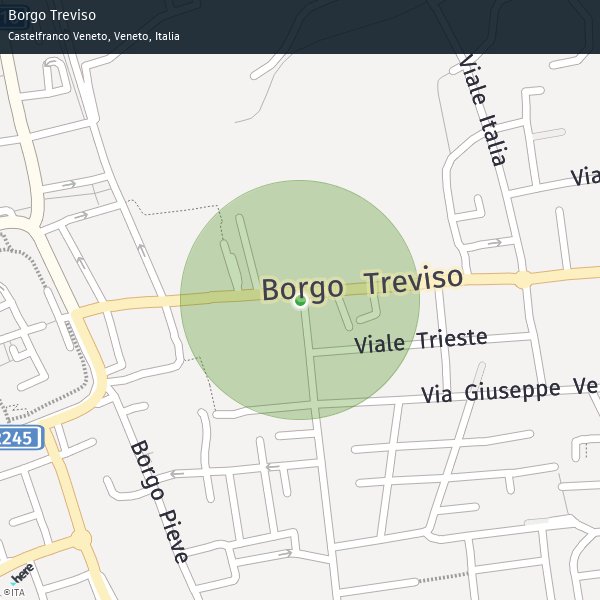 Borgo Treviso
Castelfranco Veneto, Veneto, Italia
Viale Italia
Via
Borgo Treviso
Viale Trieste
Via Giuseppe Ve
245
Borgo Pieve
here
©ITA